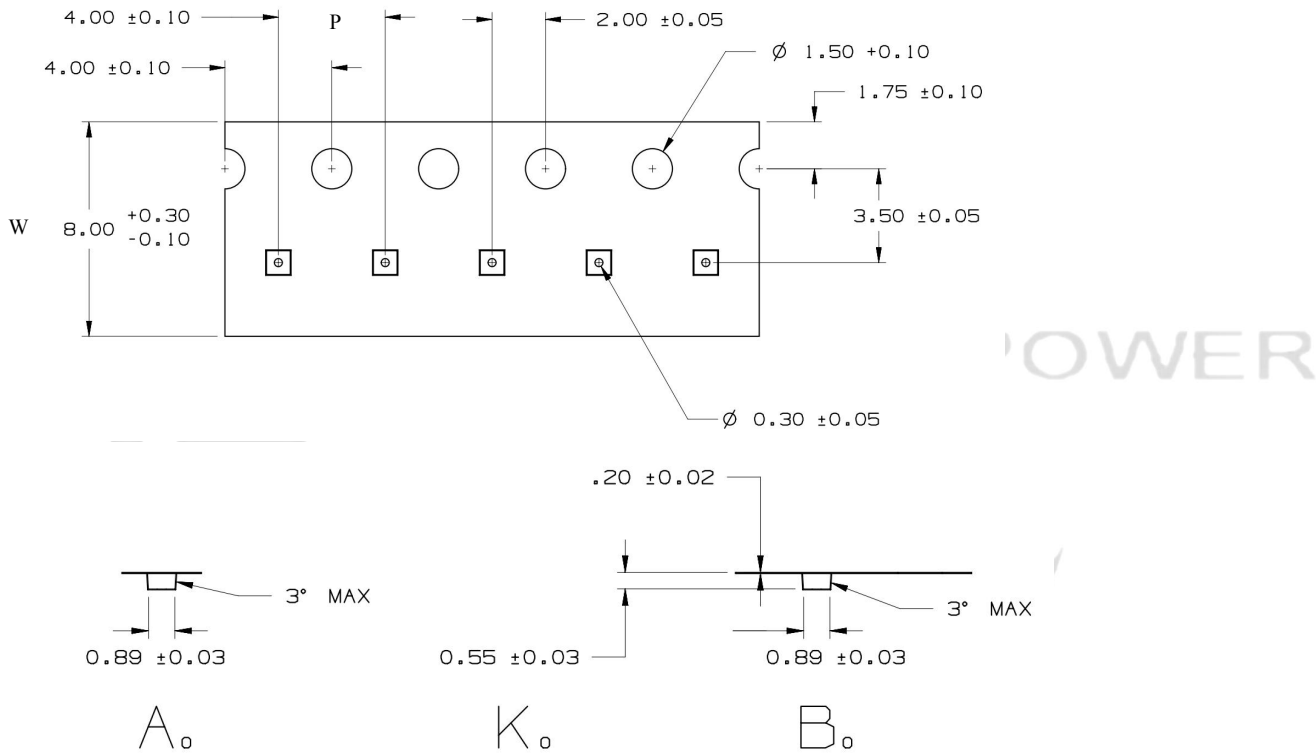 4.00 ±0.10 P 2.00 ±0.05
4.00 ±0.10 Ø 1.50 +0.10
1.75 ±0.10
W 8.00 +0.30 -0.10
3.50 ±0.05
Ø 0.30 ±0.05
.20 ±0.02
3° MAX
3° MAX
0.89 ±0.03
0.55 ±0.03
0.89 ±0.03
A₀
K₀
B₀